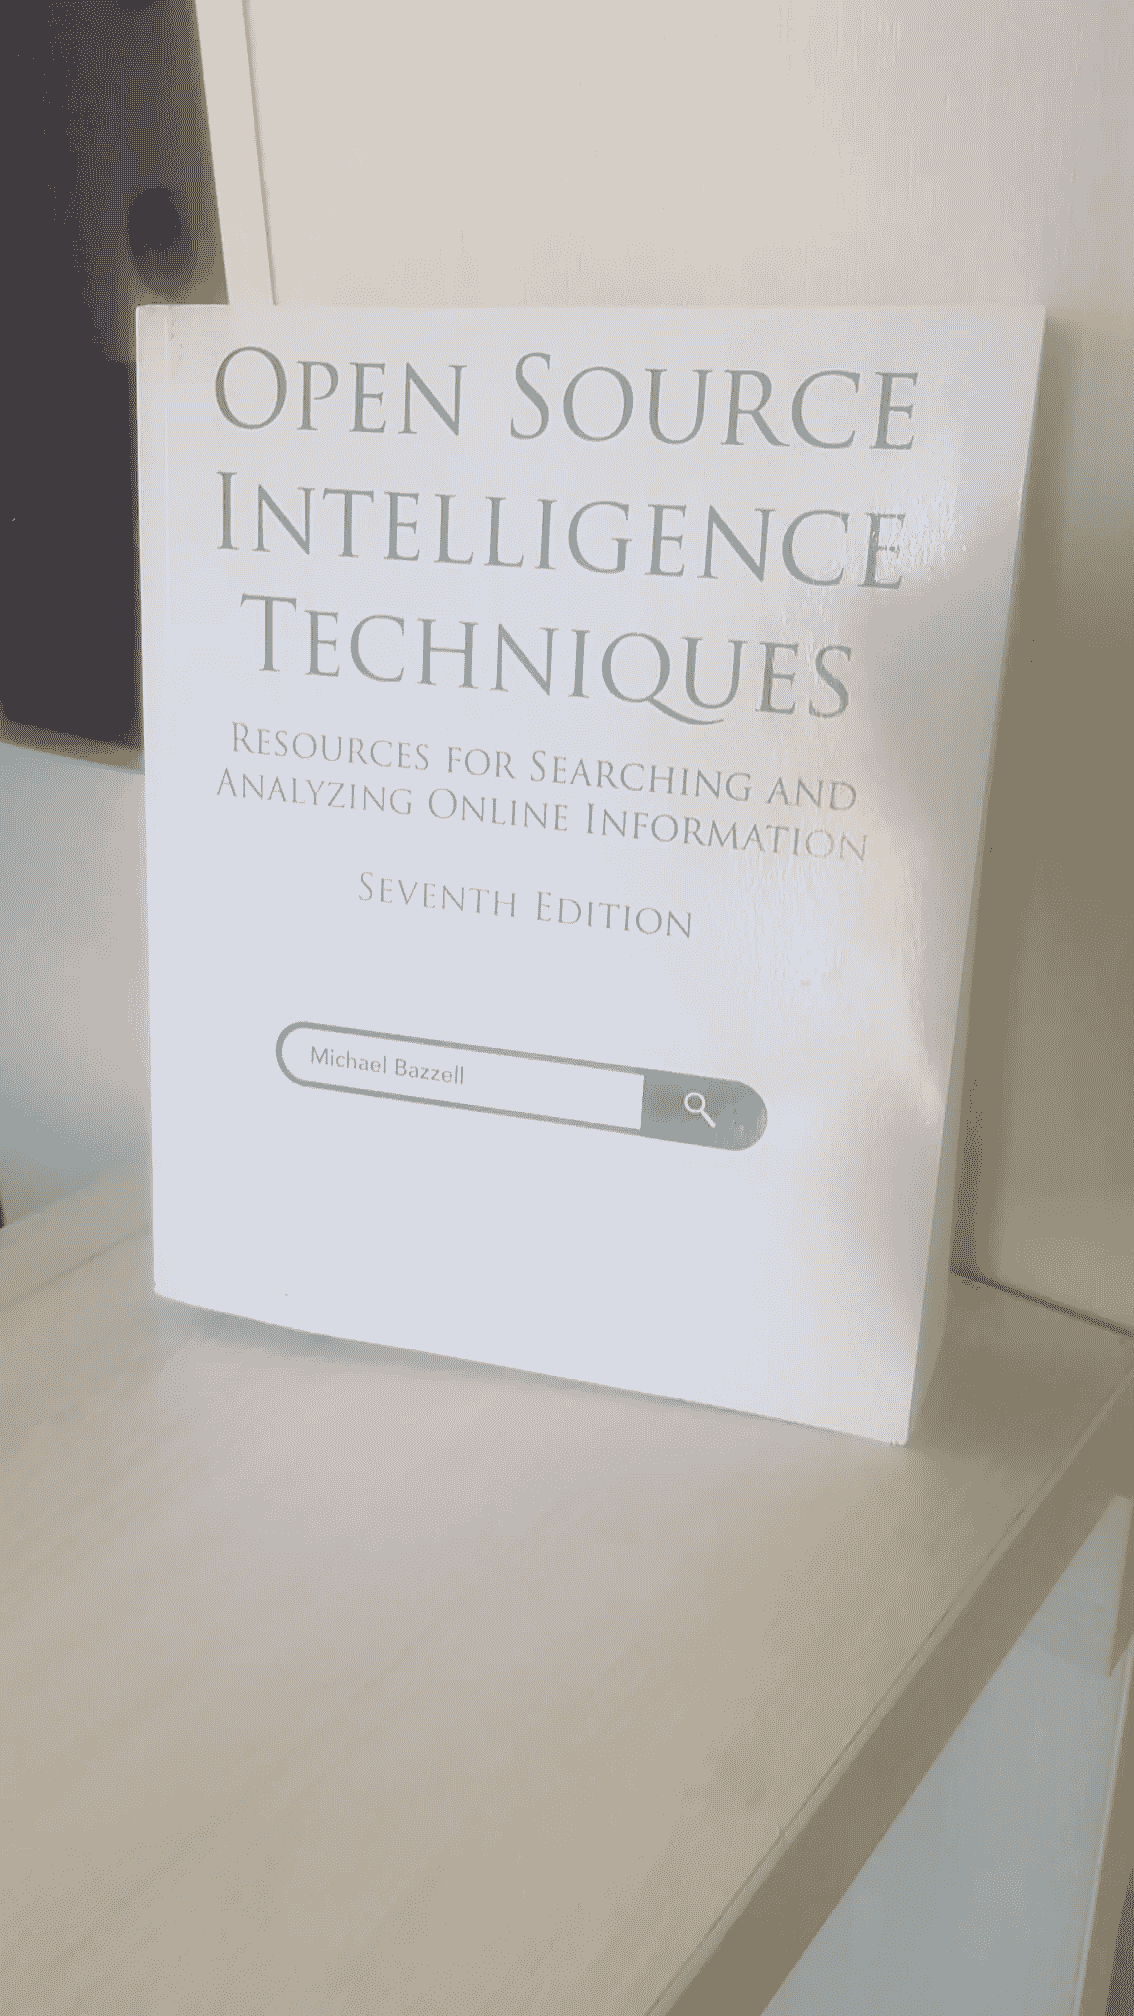 OPEN SOURCE
INTELLIGENCE
TECHNIQUES
RESOURCES FOR SEARCHING AND
ANALYZING ONLINE INFORMATION
SEVENTH EDITION
Michael Bazzell